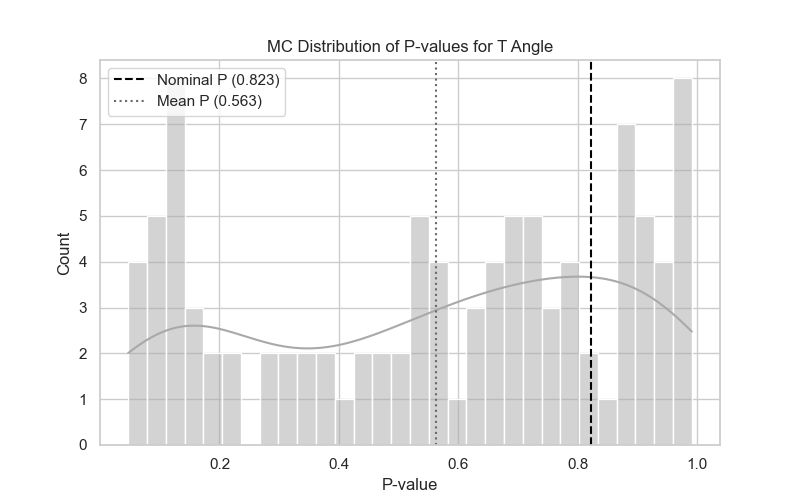 MC Distribution of P-values for T Angle
Nominal P (0.823)
Mean P (0.563)
8
7
6
5
4
3
2
1
0
Count
0.2
0.4
0.6
0.8
1.0
P-value